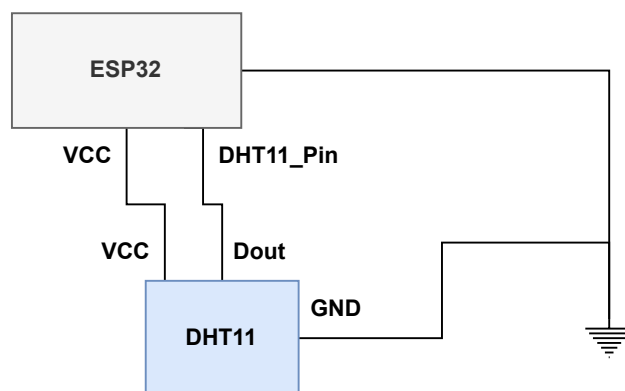 ESP32
VCC
DHT11_Pin
VCC
Dout
GND
DHT11